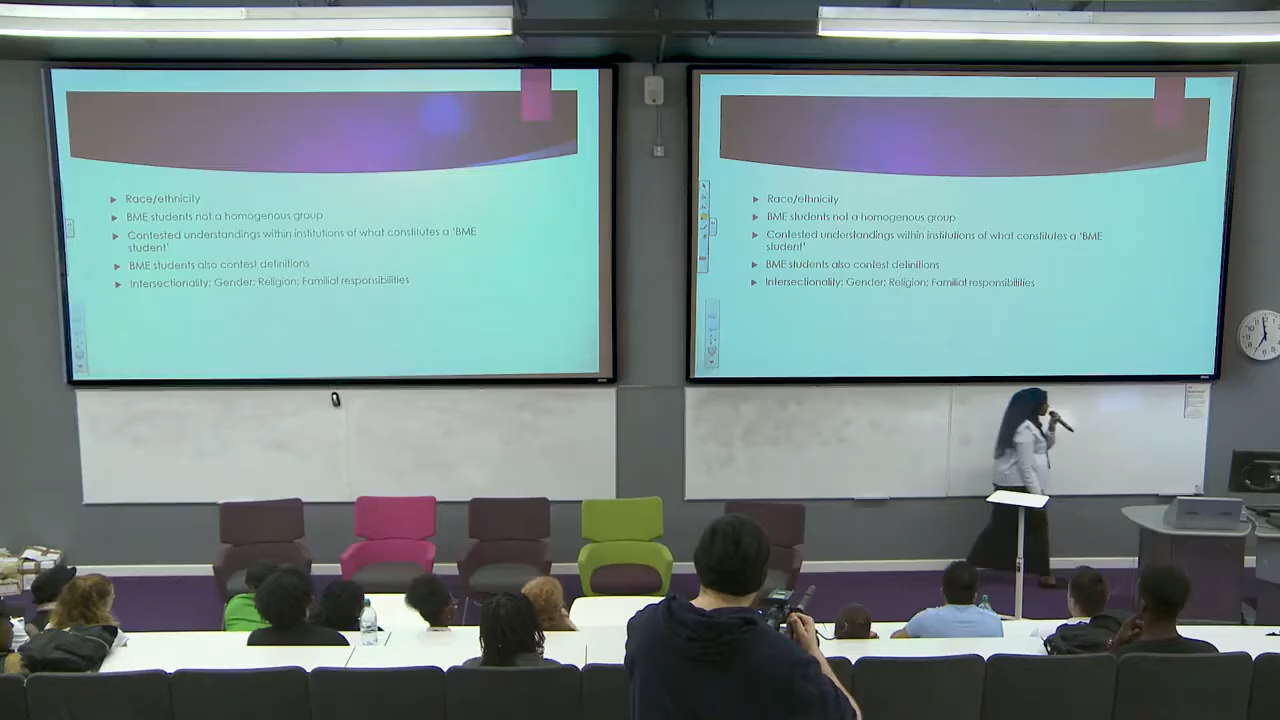 Race/ethnicity
BME students not a homogenous group
Contested understandings within institutions of what constitutes a ‘BME
student’
BME students also contest definitions
Intersectionality: Gender; Religion; Familial responsibilities
Race/ethnicity
BME students not a homogenous group
Contested understandings within institutions of what constitutes a ‘BME
student’
BME students also contest definitions
Intersectionality: Gender; Religion; Familial responsibilities